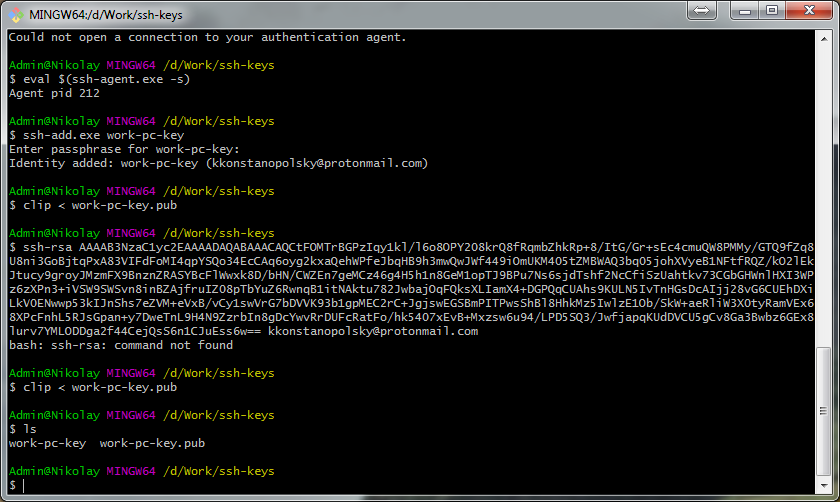 MINGW64:/d/Work/ssh-keys
Could not open a connection to your authentication agent.
Admin@Nikolay MINGW64 /d/Work/ssh-keys
$ eval $(ssh-agent.exe -s)
Agent pid 212
Admin@Nikolay MINGW64 /d/Work/ssh-keys
$ ssh-add.exe work-pc-key
Enter passphrase for work-pc-key:
Identity added: work-pc-key (kkonstanopolsky@protonmail.com)
Admin@Nikolay MINGW64 /d/Work/ssh-keys
$ clip < work-pc-key.pub
Admin@Nikolay MINGW64 /d/Work/ssh-keys
$ ssh-rsa AAAAB3NzaC1yc2EAAAADAQABAAACAQCtFOMTrBGPzIqy1kl/l6o8OPY2O8krQ8fRqmbZhkRp+8/ItG/Gr+sEc4cmuQW8PMMy/GTQ9fZq8
U8ni3GoBjtqPxA83VIFdFoMI4qpYSQo34EcCAq6oyg2kxaQehWPfeJbqHB9h3mwQwJWf449iOmUKM4O5tZMBWAQ3bqO5johXVyeB1NFtfRQZ/kO2lEk
Jtucy9groyJMzmFX9BnznZRASYBcFlWwxk8D/bHN/CWZEn7geMCz46g4H5h1n8GeM1opTJ9BPu7Ns6sjdTshf2NcCfiSzUahtkv73CGbGHWnlHXI3WP
z6zXPn3+iVSW9SWSvn8inBZAjfruIZO8pTbYuZ6RwnqB1itNAktu782JwbajOqFQksXLIamX4+DGPQqCUAhs9KULN5IvTnHGsDcAIjj28vG6CUEhDXi
LkVOENwwp53kIJnShs7eZVM+eVxB/vCy1swVrG7bDVVK93b1gpMEC2rC+JgjswEGSBmPITPwsShBl8HhkMz5IwlzE1Ob/SkW+aeRliW3XOtyRamVEx6
8XPcFnhL5RJsGpan+y7DweTnL9H4N9ZzrbIn8gDcYwvRrDUFcRatFo/hk5407xEvB+Mxzsw6u94/LPD5SQ3/JwfjapqKUdDVCU5gCv8Ga3Bwbz6GEx8
lurv7YMLODDga2f44CejQsS6n1CJuEss6w== kkonstanopolsky@protonmail.com
bash: ssh-rsa: command not found
Admin@Nikolay MINGW64 /d/Work/ssh-keys
$ clip < work-pc-key.pub
Admin@Nikolay MINGW64 /d/Work/ssh-keys
$ ls
work-pc-key  work-pc-key.pub
Admin@Nikolay MINGW64 /d/Work/ssh-keys
$